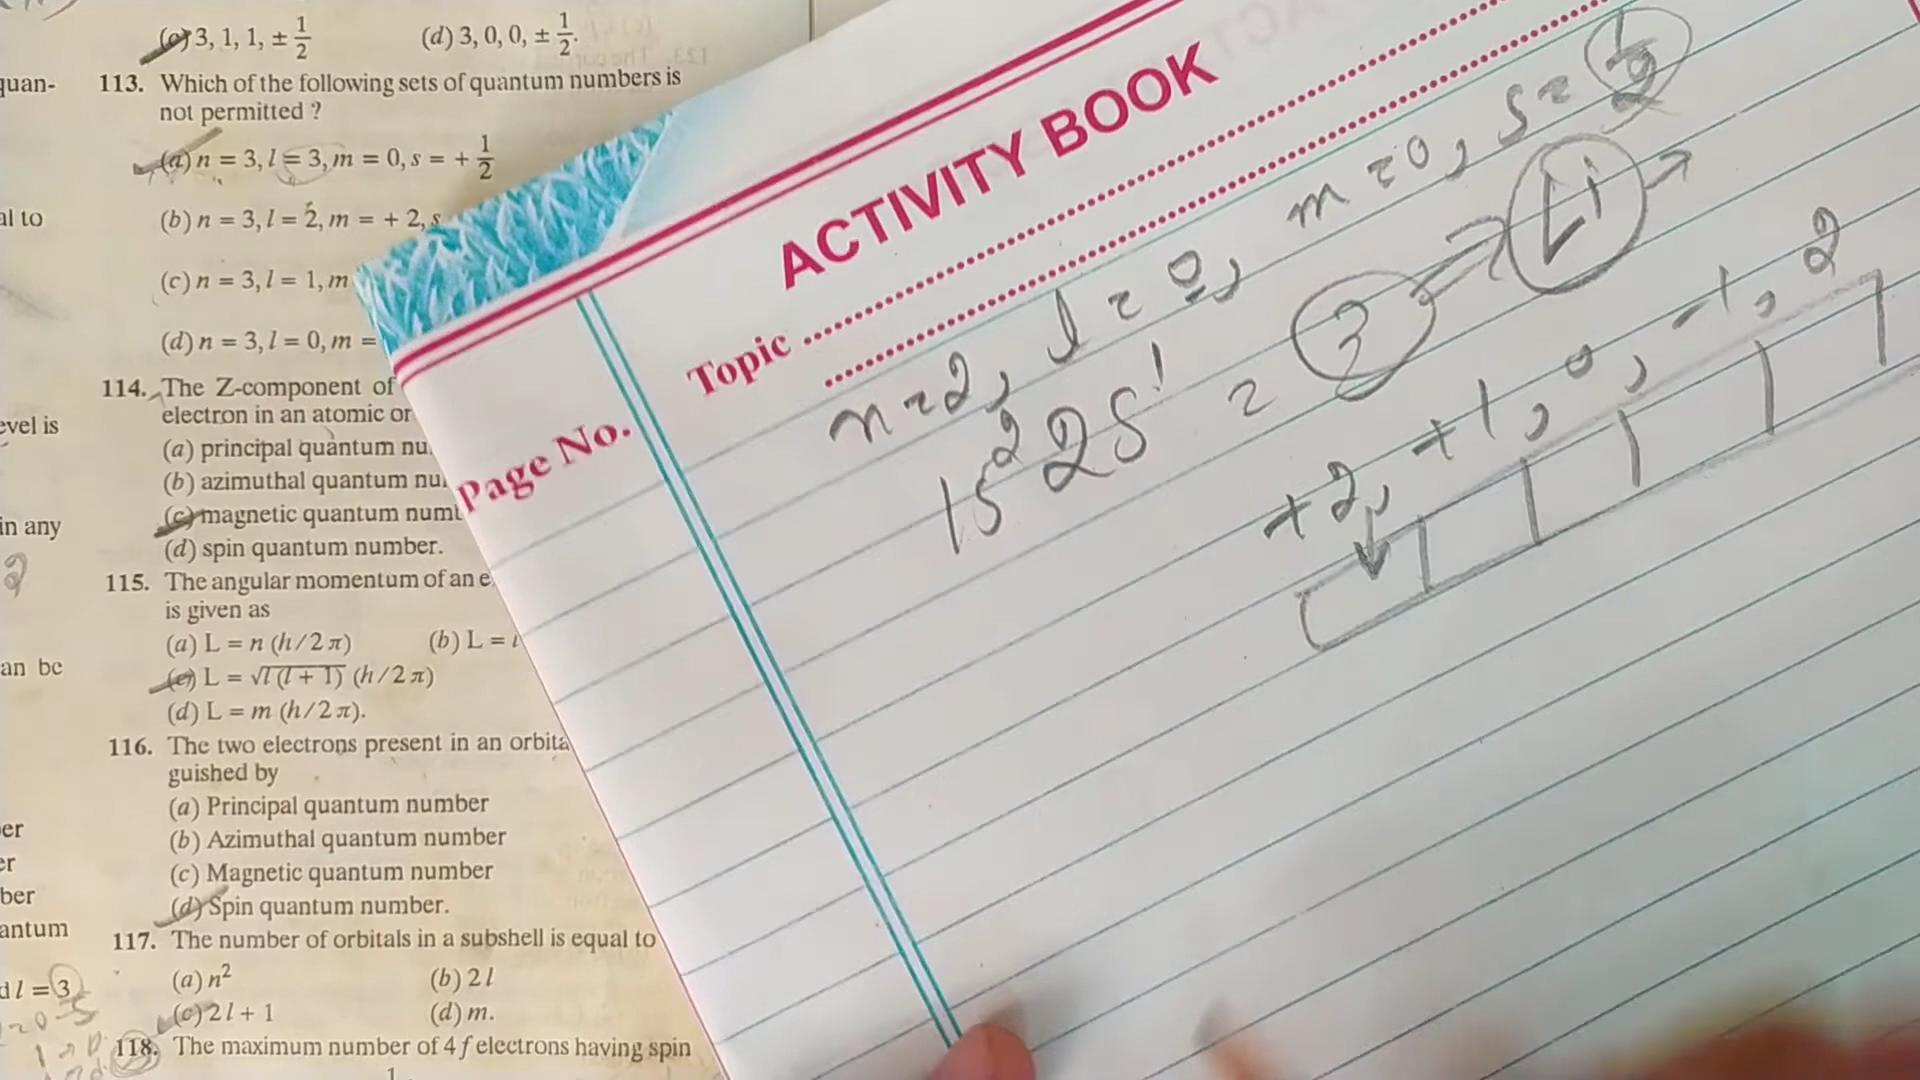 (c) 3, 1, 1, ± 1/2 (d) 3, 0, 0, ± 1/2.
quan-
113. Which of the following sets of quantum numbers is
not permitted ?
(a) n = 3, l = 3, m = 0, s = + 1/2
al to
(b) n = 3, l = 2, m = + 2, s
(c) n = 3, l = 1, m
(d) n = 3, l = 0, m =
114. The Z-component of
electron in an atomic or
evel is
(a) principal quantum nu
(b) azimuthal quantum nu
in any
(c) magnetic quantum num
(d) spin quantum number.
2
115. The angular momentum of an e
is given as
(a) L = n (h/2 π) (b) L =
an be
(c) L = √l (l + 1) (h/2 π)
(d) L = m (h/2 π).
116. The two electrons present in an orbita
guished by
(a) Principal quantum number
er
(b) Azimuthal quantum number
er
(c) Magnetic quantum number
ber
(d) Spin quantum number.
antum
117. The number of orbitals in a subshell is equal to
(a) n² (b) 2 l
d l = 3
(c) 2 l + 1 (d) m.
118. The maximum number of 4 f electrons having spin
ACTIVITY BOOK
Topic
Page No.
n=2, l=0, m=0, s=1/2
1s² 2s¹ = 3 ⇒ Li →
+2, +1, 0, -1, 2